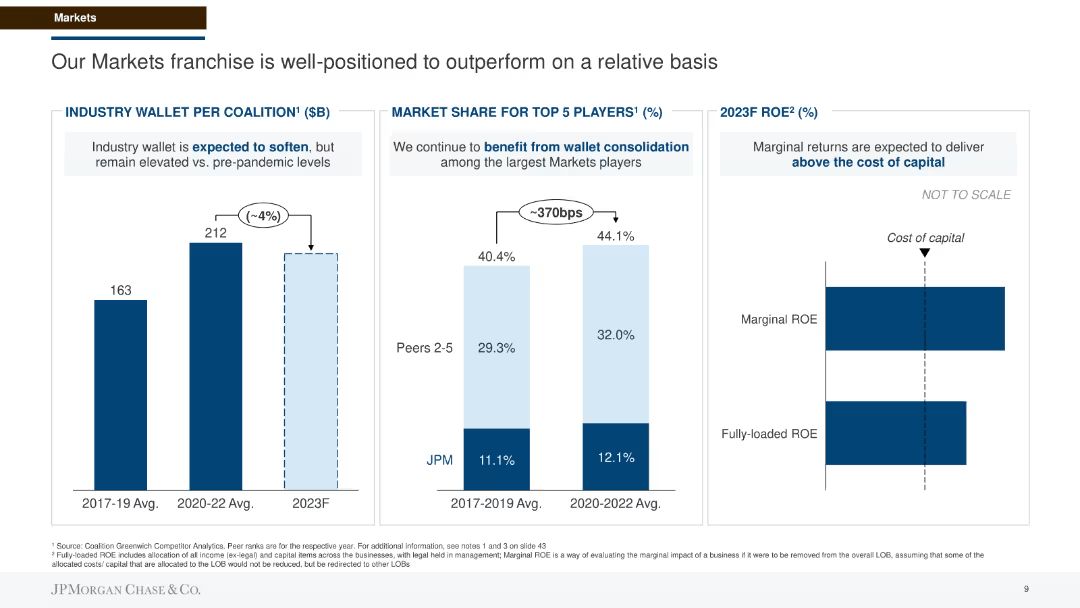 Markets
Our Markets franchise is well-positioned to outperform on a relative basis
INDUSTRY WALLET PER COALITION¹ ($B)
Industry wallet is expected to soften, but
remain elevated vs. pre-pandemic levels
(~4%)
212
163
2017-19 Avg.
2020-22 Avg.
2023F
MARKET SHARE FOR TOP 5 PLAYERS¹ (%)
We continue to benefit from wallet consolidation
among the largest Markets players
~370bps
44.1%
40.4%
32.0%
Peers 2-5
29.3%
JPM
11.1%
12.1%
2017-2019 Avg.
2020-2022 Avg.
2023F ROE² (%)
Marginal returns are expected to deliver
above the cost of capital
NOT TO SCALE
Cost of capital
Marginal ROE
Fully-loaded ROE
¹ Source: Coalition Greenwich Competitor Analytics. Peer ranks are for the respective year. For additional information, see notes 1 and 3 on slide 43
² Fully-loaded ROE includes allocation of all income (ex-legal) and capital items across the businesses, with legal held in management; Marginal ROE is a way of evaluating the marginal impact of a business if it were to be removed from the overall LOB, assuming that some of the
allocated costs/ capital that are allocated to the LOB would not be reduced, but be redirected to other LOBs
JPMORGAN CHASE & CO.
9